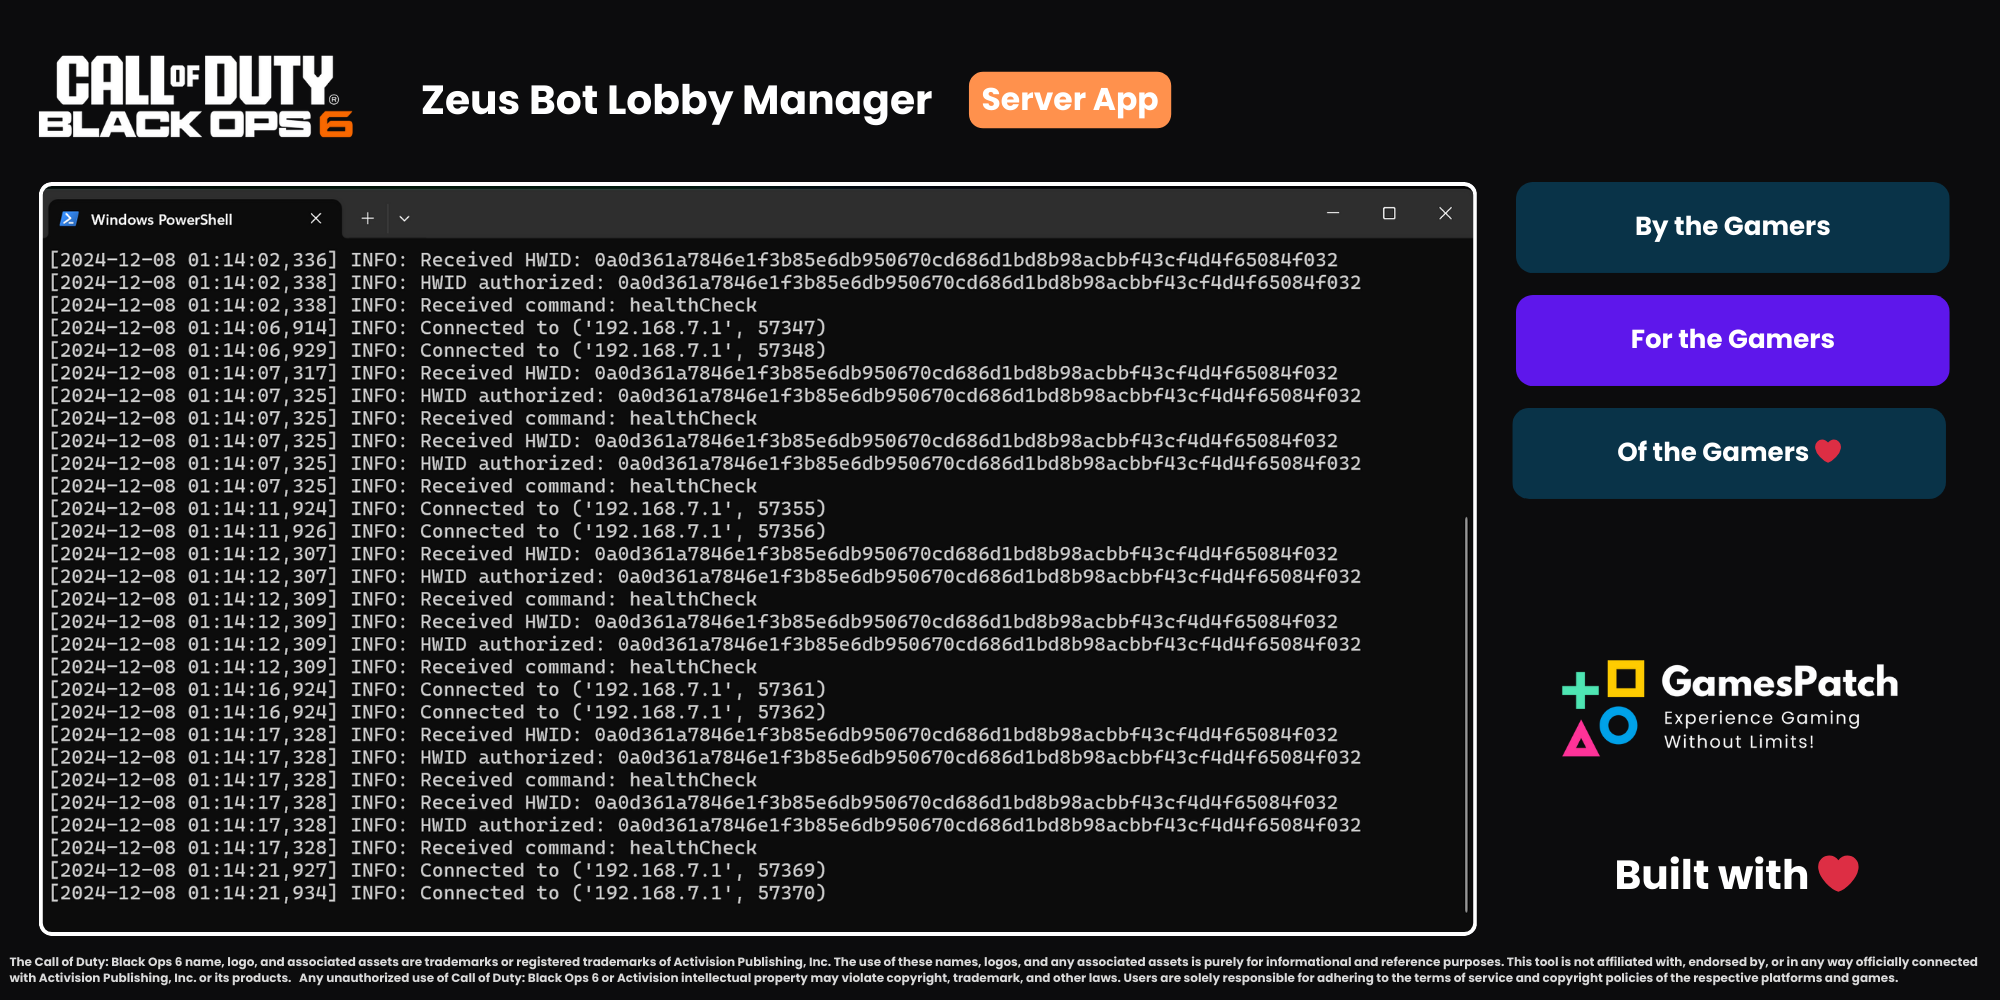 CALL OF DUTY®
BLACK OPS 6
Zeus Bot Lobby Manager
Server App
Windows PowerShell
[2024-12-08 01:14:02,336] INFO: Received HWID: 0a0d361a7846e1f3b85e6db950670cd686d1bd8b98acbbf43cf4d4f65084f032
[2024-12-08 01:14:02,338] INFO: HWID authorized: 0a0d361a7846e1f3b85e6db950670cd686d1bd8b98acbbf43cf4d4f65084f032
[2024-12-08 01:14:02,338] INFO: Received command: healthCheck
[2024-12-08 01:14:06,914] INFO: Connected to ('192.168.7.1', 57347)
[2024-12-08 01:14:06,929] INFO: Connected to ('192.168.7.1', 57348)
[2024-12-08 01:14:07,317] INFO: Received HWID: 0a0d361a7846e1f3b85e6db950670cd686d1bd8b98acbbf43cf4d4f65084f032
[2024-12-08 01:14:07,325] INFO: HWID authorized: 0a0d361a7846e1f3b85e6db950670cd686d1bd8b98acbbf43cf4d4f65084f032
[2024-12-08 01:14:07,325] INFO: Received command: healthCheck
[2024-12-08 01:14:07,325] INFO: Received HWID: 0a0d361a7846e1f3b85e6db950670cd686d1bd8b98acbbf43cf4d4f65084f032
[2024-12-08 01:14:07,325] INFO: HWID authorized: 0a0d361a7846e1f3b85e6db950670cd686d1bd8b98acbbf43cf4d4f65084f032
[2024-12-08 01:14:07,325] INFO: Received command: healthCheck
[2024-12-08 01:14:11,924] INFO: Connected to ('192.168.7.1', 57355)
[2024-12-08 01:14:11,926] INFO: Connected to ('192.168.7.1', 57356)
[2024-12-08 01:14:12,307] INFO: Received HWID: 0a0d361a7846e1f3b85e6db950670cd686d1bd8b98acbbf43cf4d4f65084f032
[2024-12-08 01:14:12,307] INFO: HWID authorized: 0a0d361a7846e1f3b85e6db950670cd686d1bd8b98acbbf43cf4d4f65084f032
[2024-12-08 01:14:12,309] INFO: Received command: healthCheck
[2024-12-08 01:14:12,309] INFO: Received HWID: 0a0d361a7846e1f3b85e6db950670cd686d1bd8b98acbbf43cf4d4f65084f032
[2024-12-08 01:14:12,309] INFO: HWID authorized: 0a0d361a7846e1f3b85e6db950670cd686d1bd8b98acbbf43cf4d4f65084f032
[2024-12-08 01:14:12,309] INFO: Received command: healthCheck
[2024-12-08 01:14:16,924] INFO: Connected to ('192.168.7.1', 57361)
[2024-12-08 01:14:16,924] INFO: Connected to ('192.168.7.1', 57362)
[2024-12-08 01:14:17,328] INFO: Received HWID: 0a0d361a7846e1f3b85e6db950670cd686d1bd8b98acbbf43cf4d4f65084f032
[2024-12-08 01:14:17,328] INFO: HWID authorized: 0a0d361a7846e1f3b85e6db950670cd686d1bd8b98acbbf43cf4d4f65084f032
[2024-12-08 01:14:17,328] INFO: Received command: healthCheck
[2024-12-08 01:14:17,328] INFO: Received HWID: 0a0d361a7846e1f3b85e6db950670cd686d1bd8b98acbbf43cf4d4f65084f032
[2024-12-08 01:14:17,328] INFO: HWID authorized: 0a0d361a7846e1f3b85e6db950670cd686d1bd8b98acbbf43cf4d4f65084f032
[2024-12-08 01:14:17,328] INFO: Received command: healthCheck
[2024-12-08 01:14:21,927] INFO: Connected to ('192.168.7.1', 57369)
[2024-12-08 01:14:21,934] INFO: Connected to ('192.168.7.1', 57370)
By the Gamers
For the Gamers
Of the Gamers ❤️
GamesPatch
Experience Gaming
Without Limits!
Built with ❤️
The Call of Duty: Black Ops 6 name, logo, and associated assets are trademarks or registered trademarks of Activision Publishing, Inc. The use of these names, logos, and any associated assets is purely for informational and reference purposes. This tool is not affiliated with, endorsed by, or in any way officially connected
with Activision Publishing, Inc. or its products. Any unauthorized use of Call of Duty: Black Ops 6 or Activision intellectual property may violate copyright, trademark, and other laws. Users are solely responsible for adhering to the terms of service and copyright policies of the respective platforms and games.